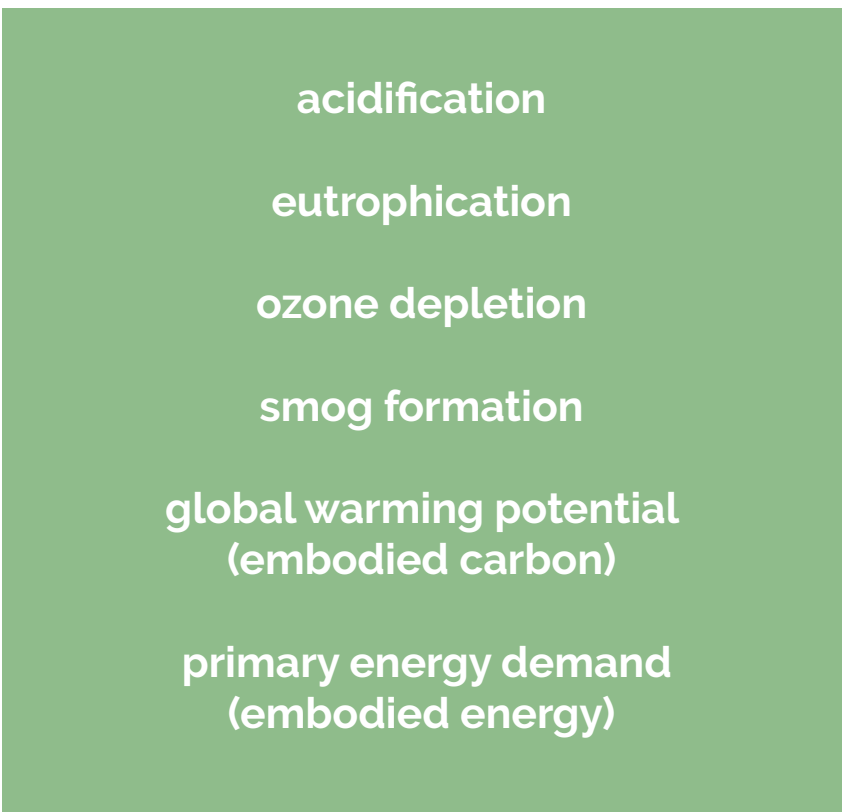 acidification
eutrophication
ozone depletion
smog formation
global warming potential
(embodied carbon)
primary energy demand
(embodied energy)